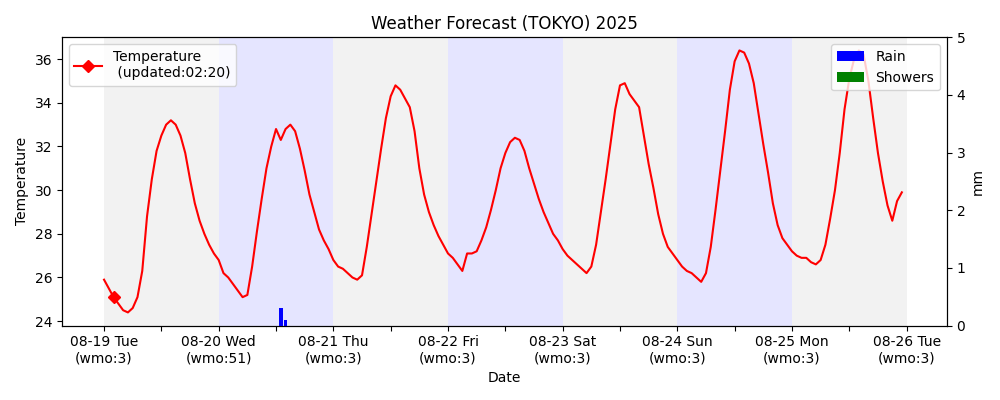 Weather Forecast (TOKYO) 2025
Temperature
(updated:02:20)
Rain
Showers
Temperature
36
34
32
30
28
26
24
5
4
3
2
1
0
mm
08-19 Tue
(wmo:3)
08-20 Wed
(wmo:51)
08-21 Thu
(wmo:3)
08-22 Fri
(wmo:3)
08-23 Sat
(wmo:3)
08-24 Sun
(wmo:3)
08-25 Mon
(wmo:3)
08-26 Tue
(wmo:3)
Date